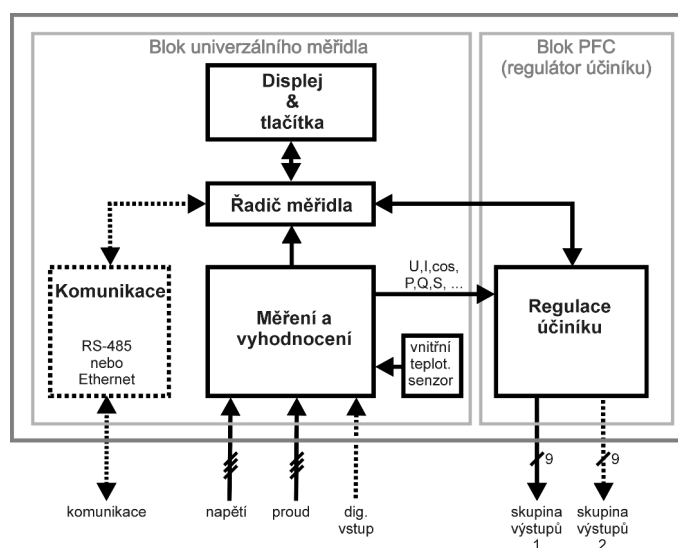 Blok univerzálního měřidla
Blok PFC
(regulátor účiníku)
Displej
&
tlačítka
Řadič měřidla
Komunikace
RS-485
nebo
Ethernet
Měření a
vyhodnocení
U,I,cos,
P,Q,S, ...
vnitřní
teplot.
senzor
Regulace
účiníku
9
9
komunikace
napětí
proud
dig.
vstup
skupina
výstupů
1
skupina
výstupů
2